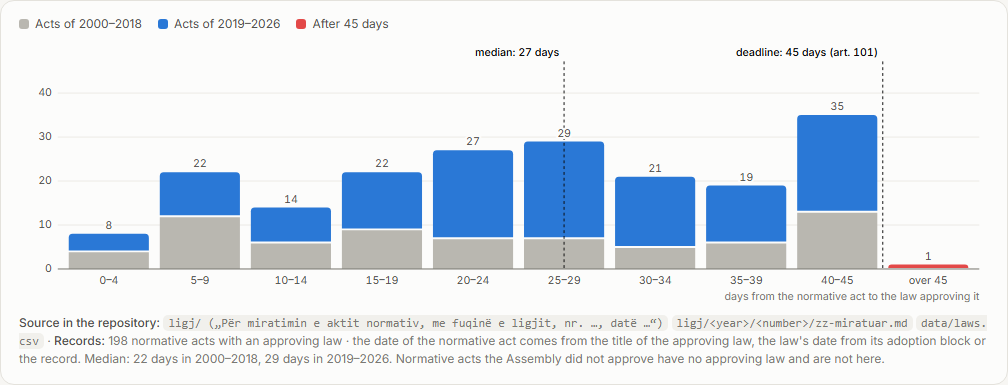 Acts of 2000–2018 Acts of 2019–2026 After 45 days
median: 27 days deadline: 45 days (art. 101)
40
30
20
10
0
8 22 14 22 27 29 21 19 35 1
0–4 5–9 10–14 15–19 20–24 25–29 30–34 35–39 40–45 over 45
days from the normative act to the law approving it
Source in the repository: ligj/ („Për miratimin e aktit normativ, me fuqinë e ligjit, nr. …, datë …“) ligj/<year>/<number>/zz-miratuar.md data/laws.
csv · Records: 198 normative acts with an approving law · the date of the normative act comes from the title of the approving law, the law's date from its adoption block or
the record. Median: 22 days in 2000–2018, 29 days in 2019–2026. Normative acts the Assembly did not approve have no approving law and are not here.